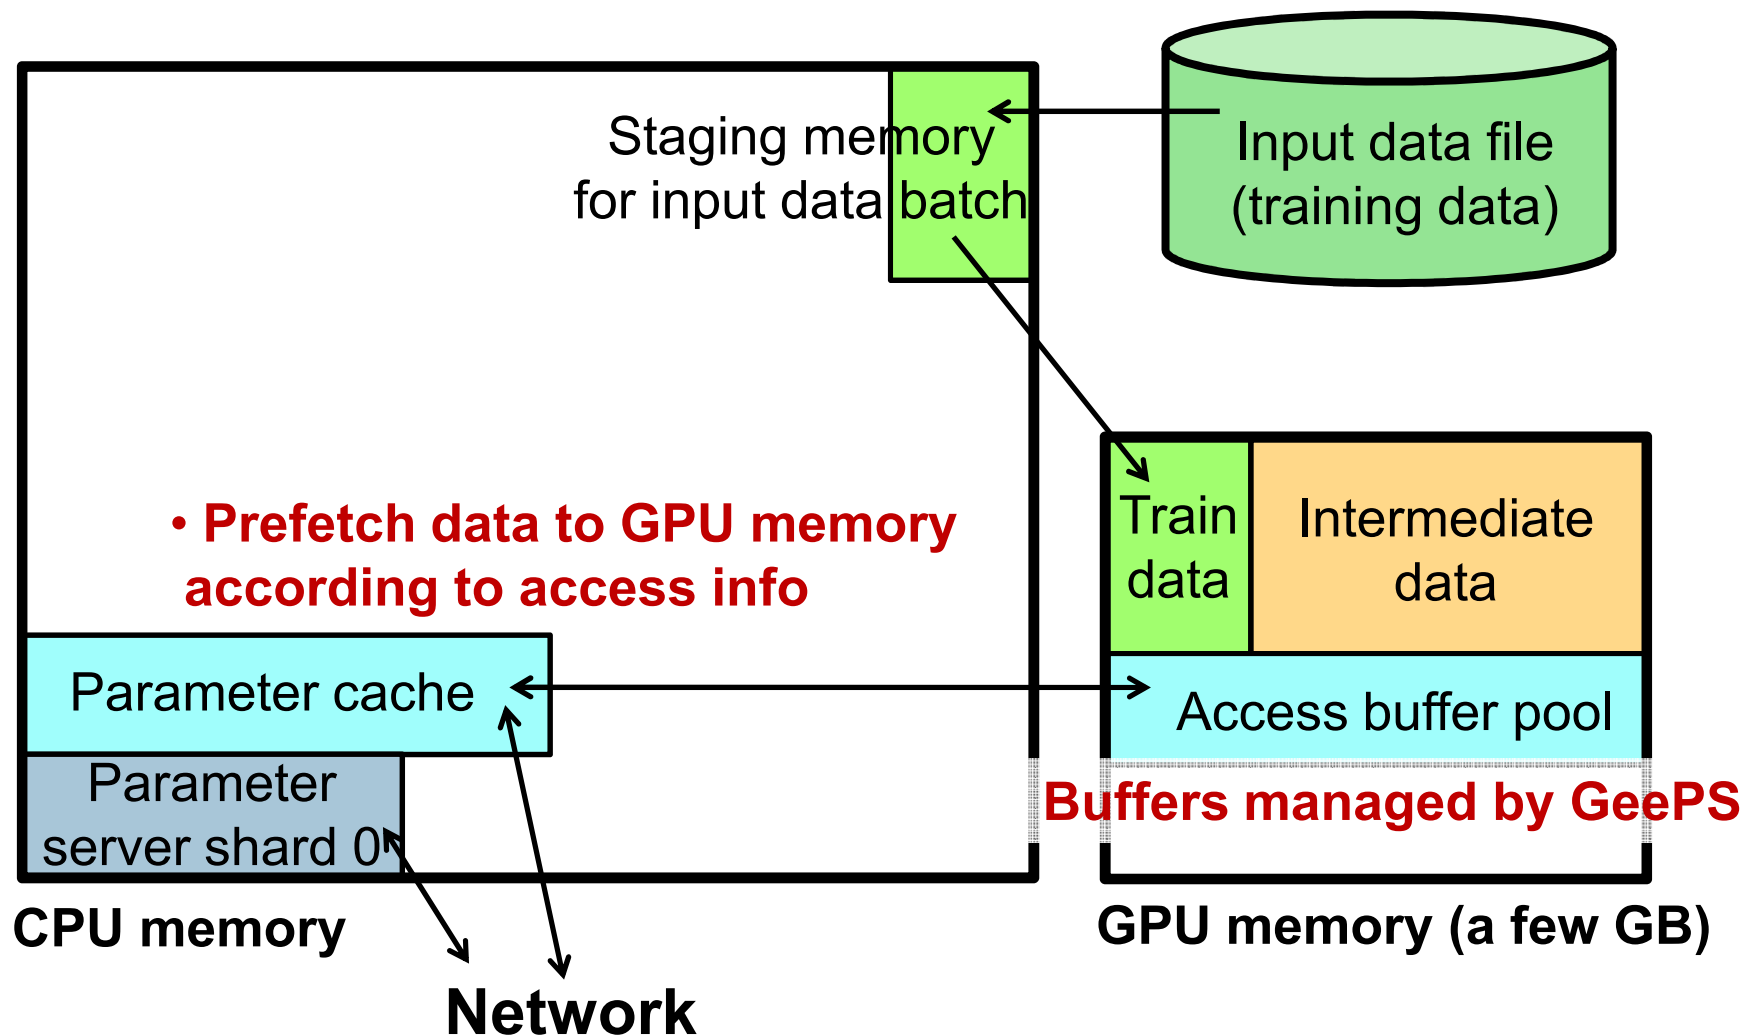 Staging memory
for input data batch
Input data file
(training data)
• Prefetch data to GPU memory
according to access info
Train
data
Intermediate
data
Parameter cache
Access buffer pool
Parameter
server shard 0
Buffers managed by GeePS
CPU memory
GPU memory (a few GB)
Network